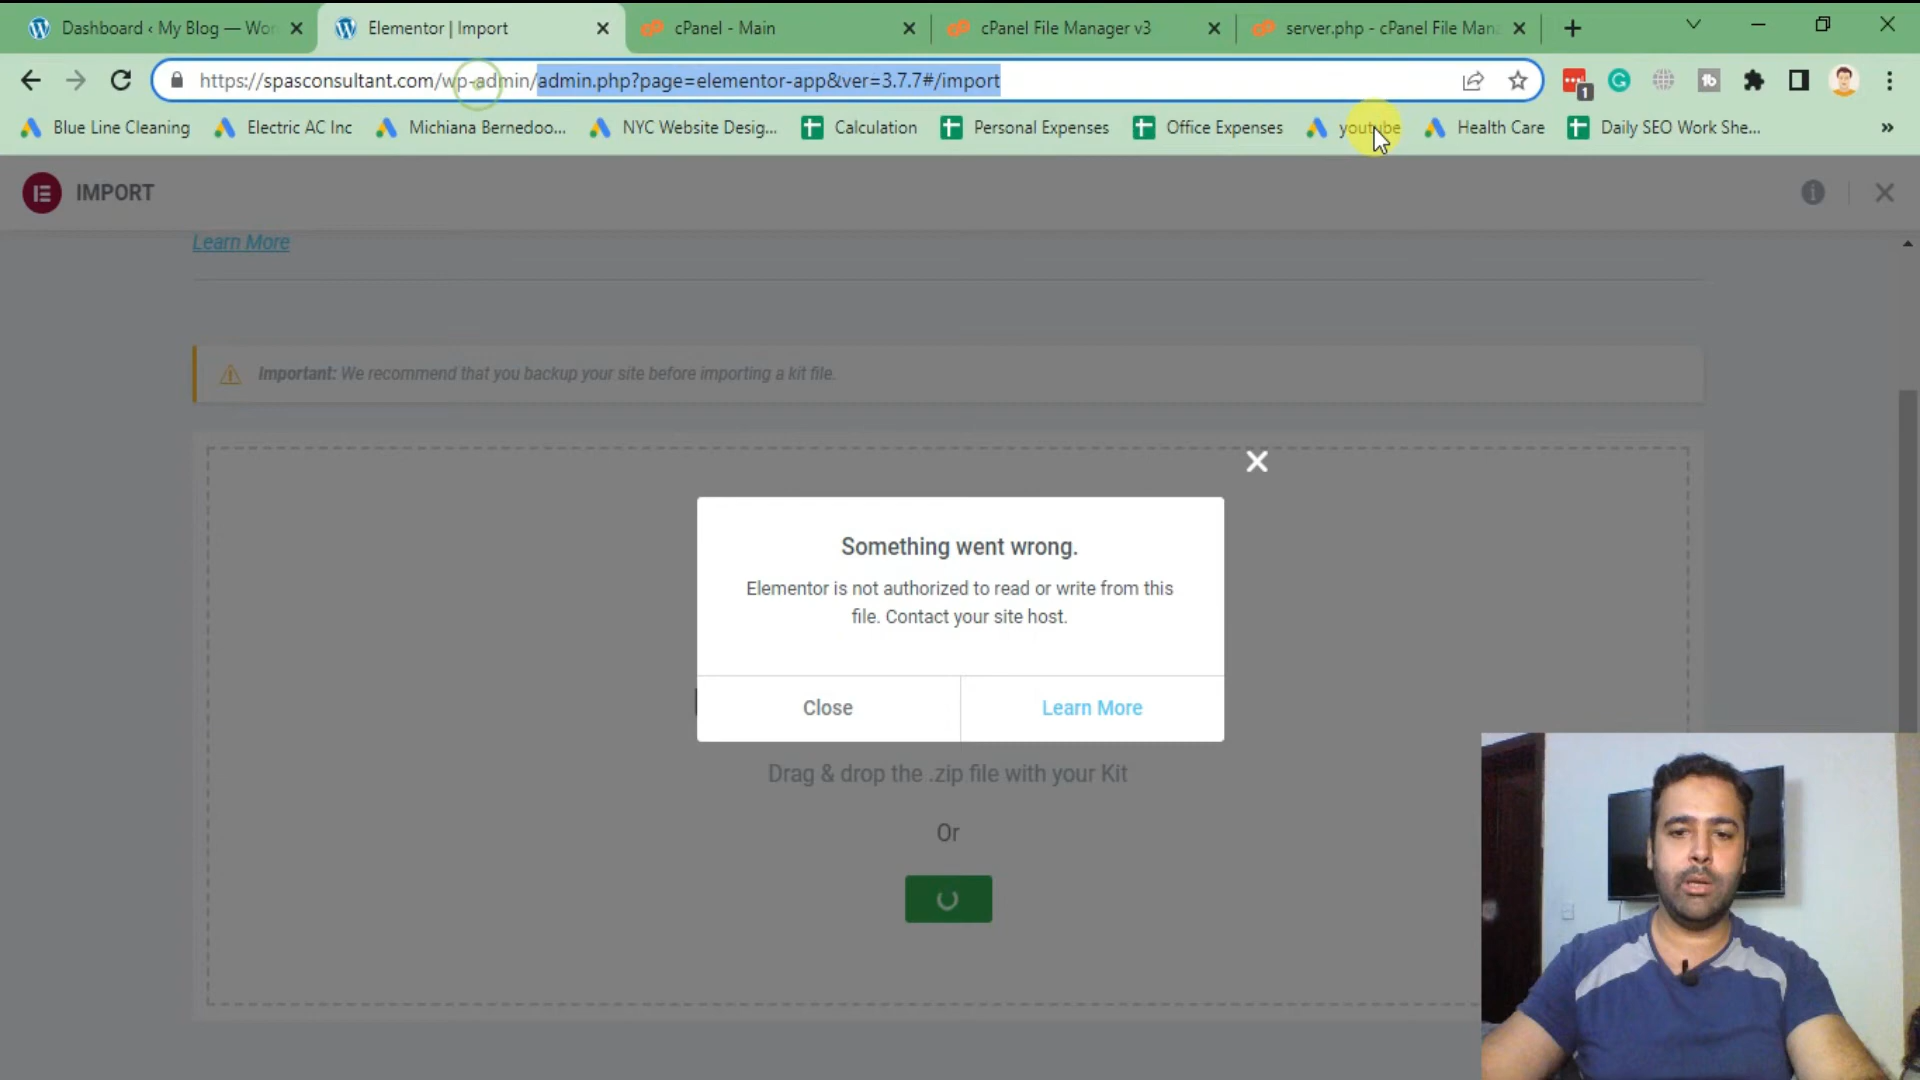 Dashboard ‹ My Blog — Wor
Elementor | Import
cPanel - Main
cPanel File Manager v3
server.php - cPanel File Mana
https://spasconsultant.com/wp-admin/admin.php?page=elementor-app&ver=3.7.7#/import
1
tb
Blue Line Cleaning
Electric AC Inc
Michiana Bernedoo...
NYC Website Desig...
Calculation
Personal Expenses
Office Expenses
youtube
Health Care
Daily SEO Work She...
»
IMPORT
Learn More
Important: We recommend that you backup your site before importing a kit file.
Something went wrong.
Elementor is not authorized to read or write from this
file. Contact your site host.
Close
Learn More
Drag & drop the .zip file with your Kit
Or